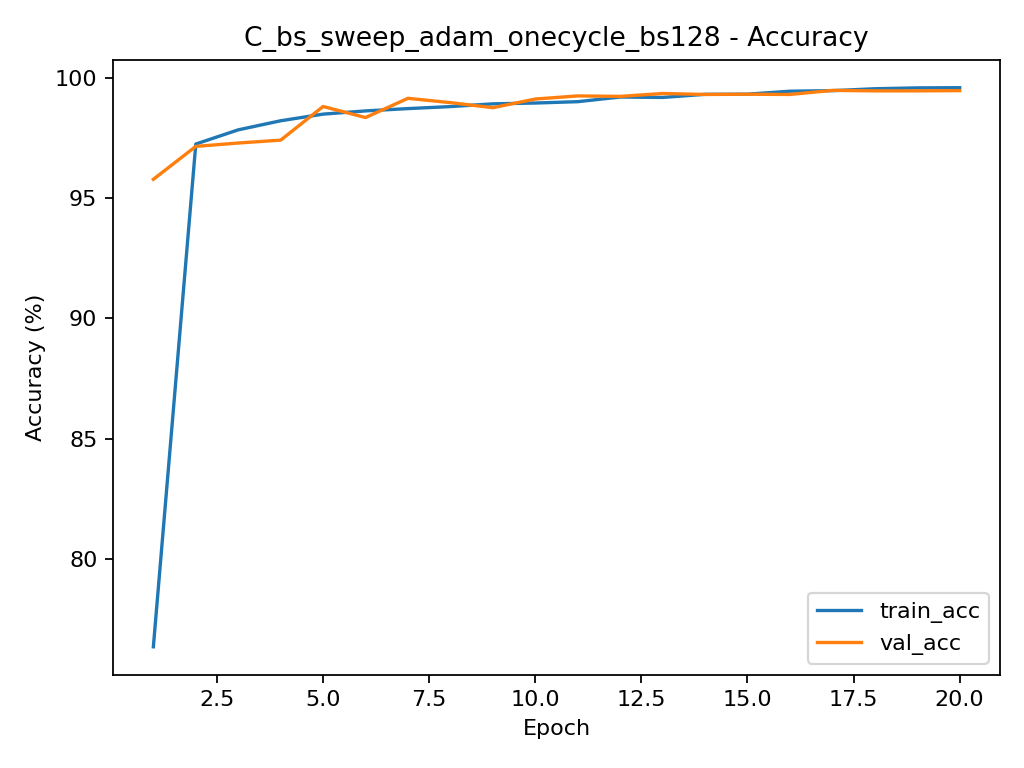 C_bs_sweep_adam_onecycle_bs128 - Accuracy
Accuracy (%)
100
95
90
85
80
train_acc
val_acc
2.5 5.0 7.5 10.0 12.5 15.0 17.5 20.0
Epoch